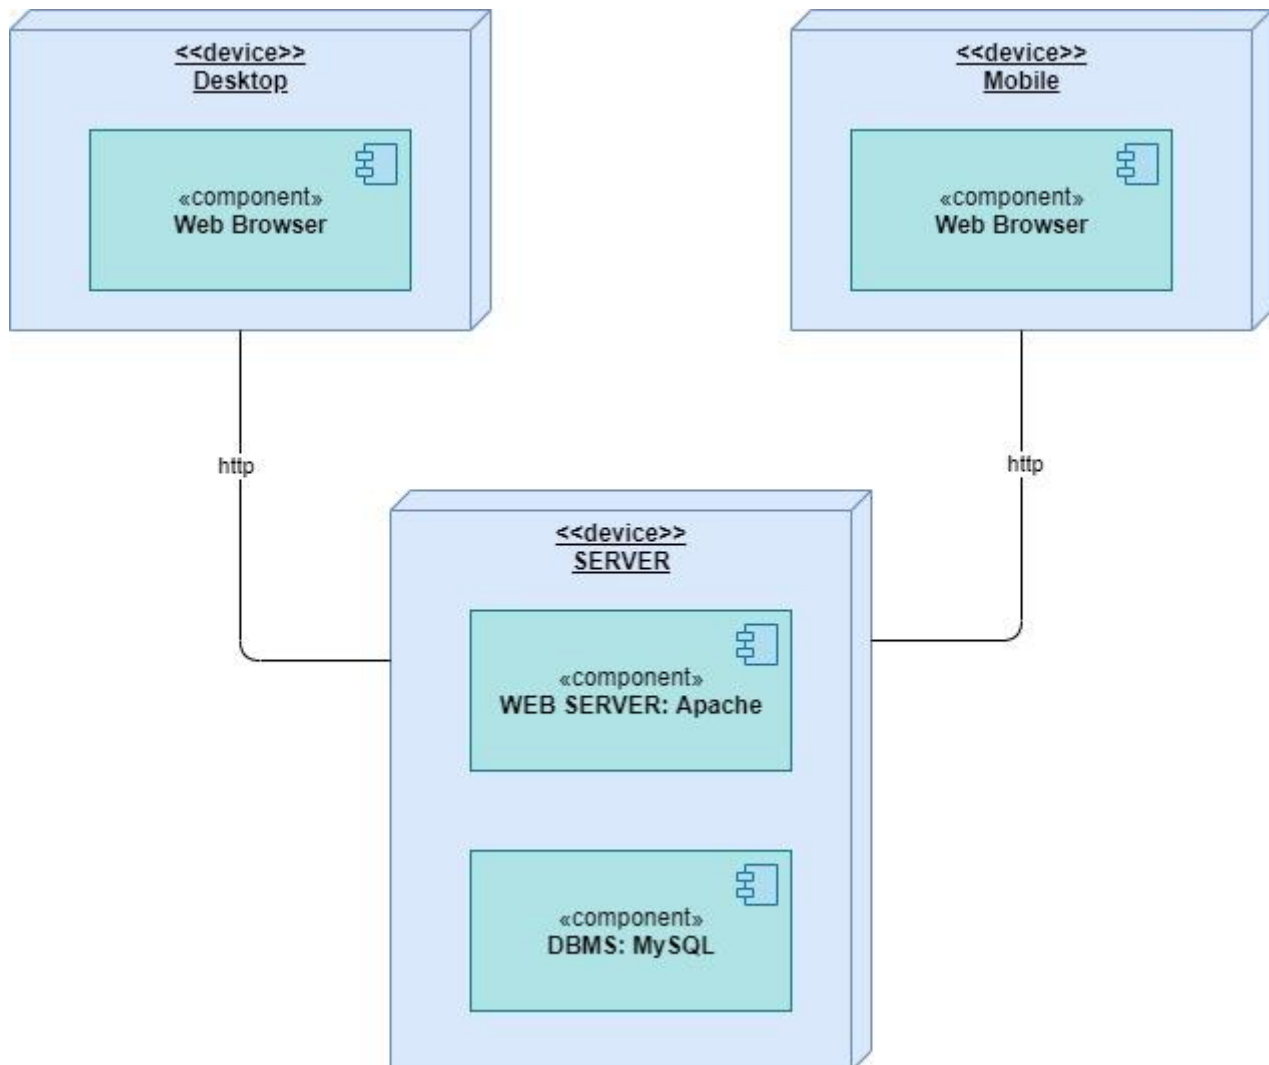 <<device>>
Desktop
«component»
Web Browser
<<device>>
Mobile
«component»
Web Browser
http
http
<<device>>
SERVER
«component»
WEB SERVER: Apache
«component»
DBMS: MySQL